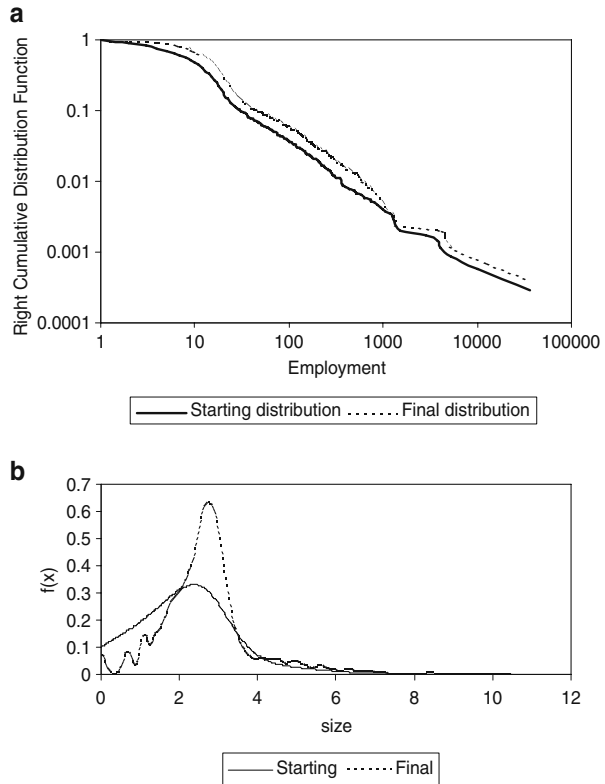 a
Right Cumulative Distribution Function
1
0.1
0.01
0.001
0.0001
1 10 100 1000 10000 100000
Employment
Starting distribution Final distribution
b
f(x)
0.7
0.6
0.5
0.4
0.3
0.2
0.1
0
0 2 4 6 8 10 12
size
Starting Final